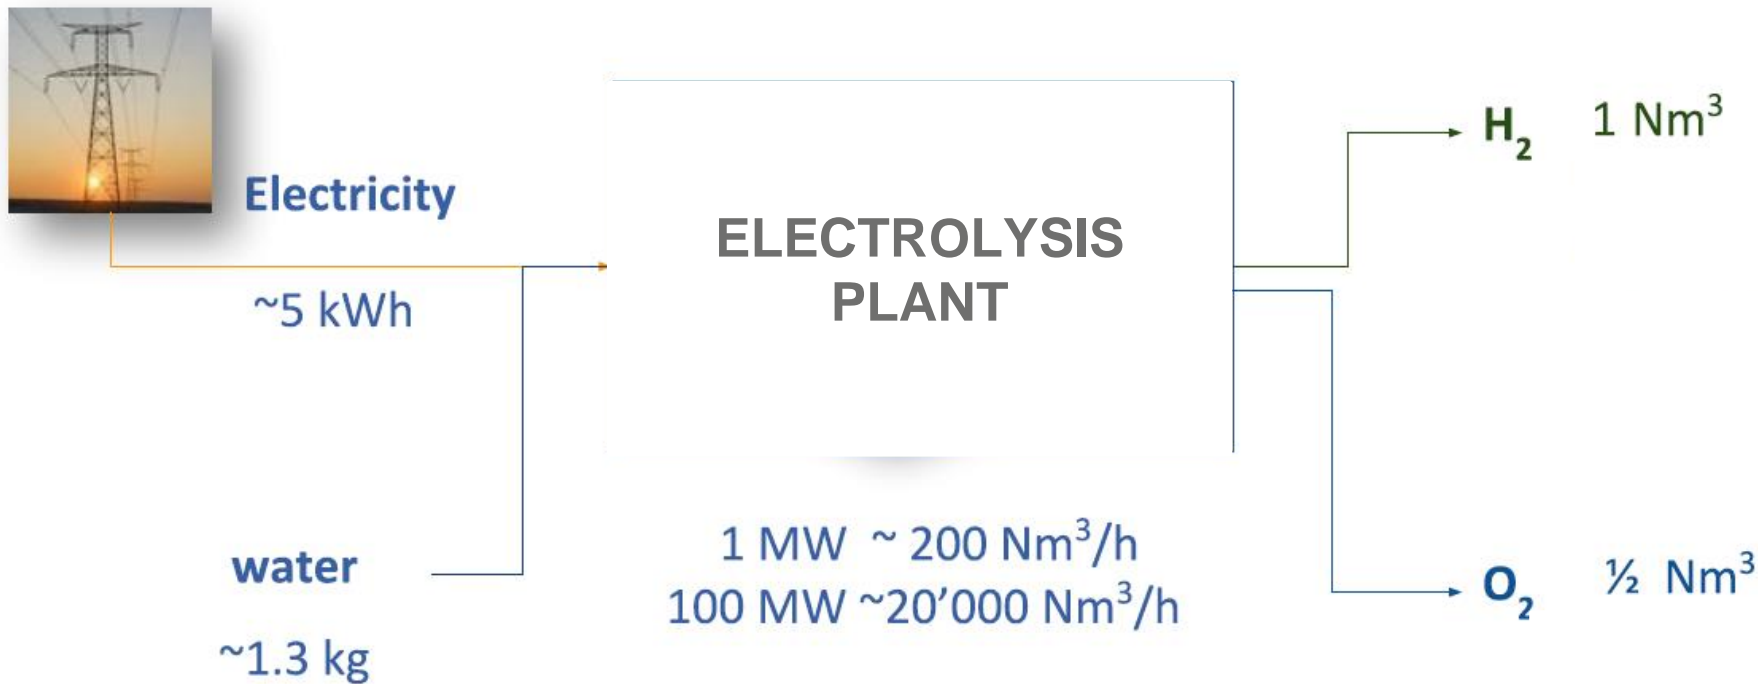 Electricity
~5 kWh
water
~1.3 kg
ELECTROLYSIS
PLANT
1 MW ~ 200 Nm³/h
100 MW ~20’000 Nm³/h
H₂ 1 Nm³
O₂ ½ Nm³